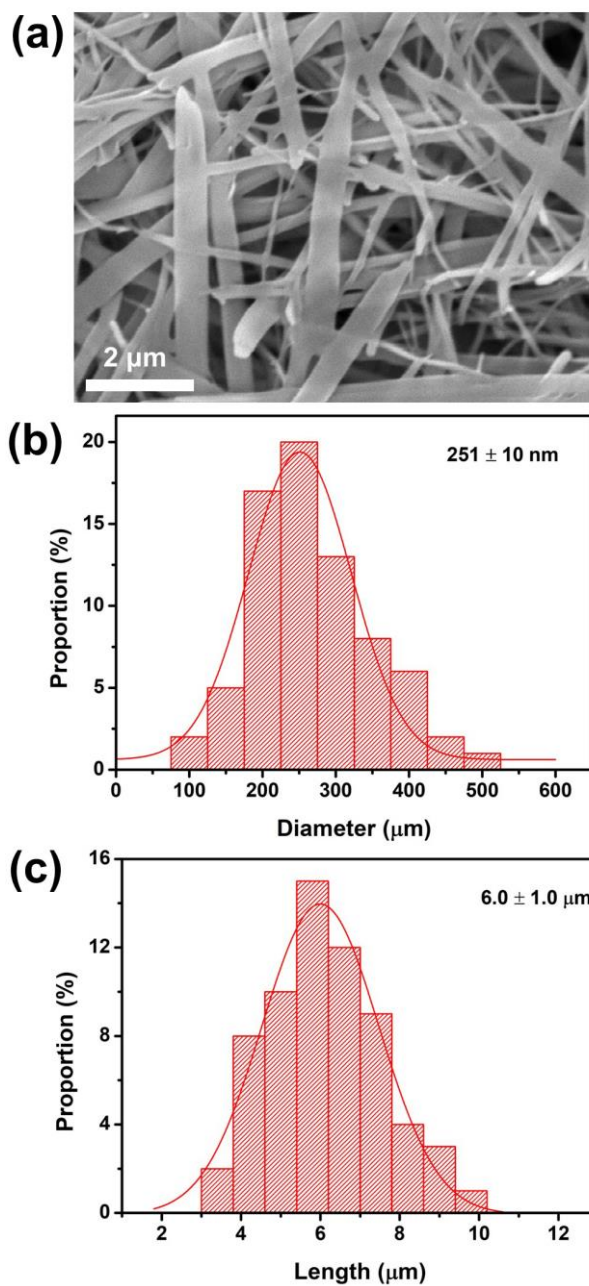 (a)
2 μm
(b)
251 ± 10 nm
Proportion (%)
20
15
10
5
0
0 100 200 300 400 500 600
Diameter (μm)
(c)
6.0 ± 1.0 μm
Proportion (%)
16
12
8
4
0
2 4 6 8 10 12
Length (μm)